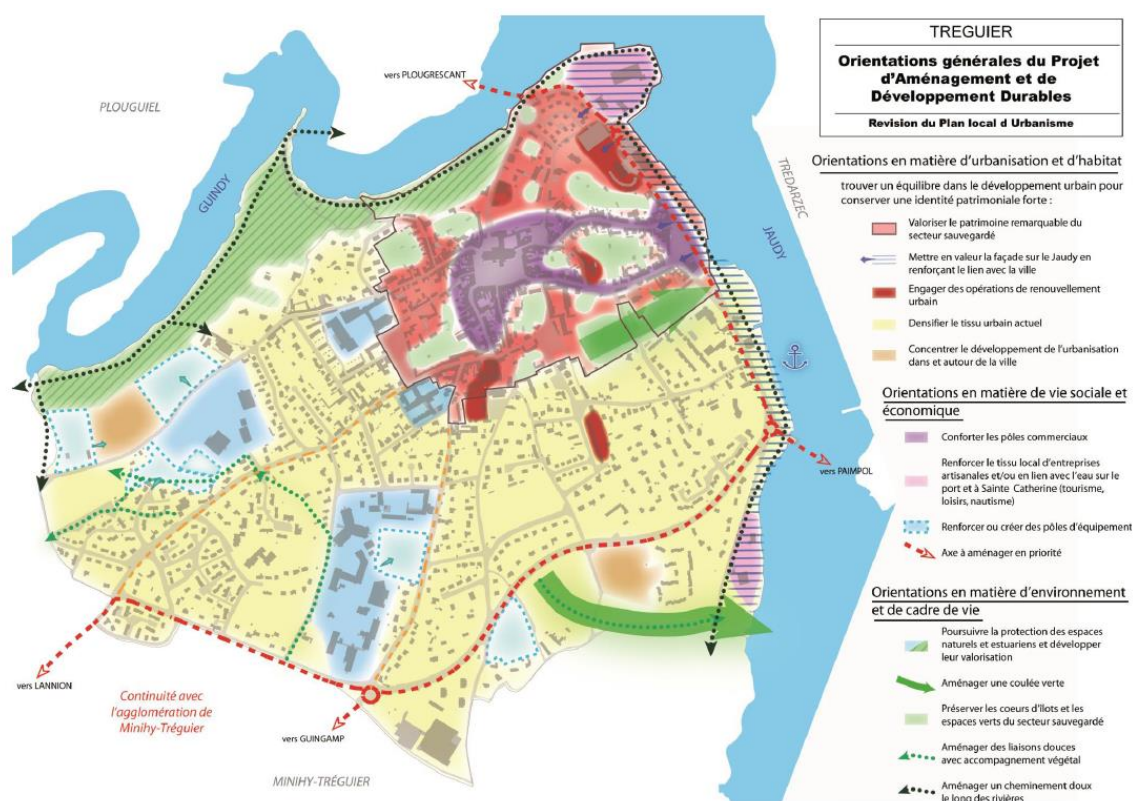 TREGUIER
Orientations générales du Projet
d'Aménagement et de
Développement Durables
Revision du Plan local d Urbanisme
Orientations en matière d'urbanisation et d'habitat
trouver un équilibre dans le développement urbain pour
conserver une identité patrimoniale forte :
Valoriser le patrimoine remarquable du
secteur sauvegardé
Mettre en valeur la façade sur le Jaudy en
renforçant le lien avec la ville
Engager des opérations de renouvellement
urbain
Densifier le tissu urbain actuel
Concentrer le développement de l'urbanisation
dans et autour de la ville
Orientations en matière de vie sociale et
économique
Conforter les pôles commerciaux
Renforcer le tissu local d'entreprises
artisanales et/ou en lien avec l'eau sur le
port et à Sainte Catherine (tourisme,
loisirs, nautisme)
Renforcer ou créer des pôles d'équipement
Axe à aménager en priorité
Orientations en matière d'environnement
et de cadre de vie
Poursuivre la protection des espaces
naturels et estuariens et développer
leur valorisation
Aménager une coulée verte
Préserver les coeurs d'îlots et les
espaces verts du secteur sauvegardé
Aménager des liaisons douces
avec accompagnement végétal
Aménager un cheminement doux
le long des rivières
vers PLOUGRESCANT
PLOUGUIEL
GUINDY
TREDARZEC
JAUDY
vers PAIMPOL
vers LANNION
Continuité avec
l'agglomération de
Minihy-Tréguier
vers GUINGAMP
MINIHY-TRÉGUIER